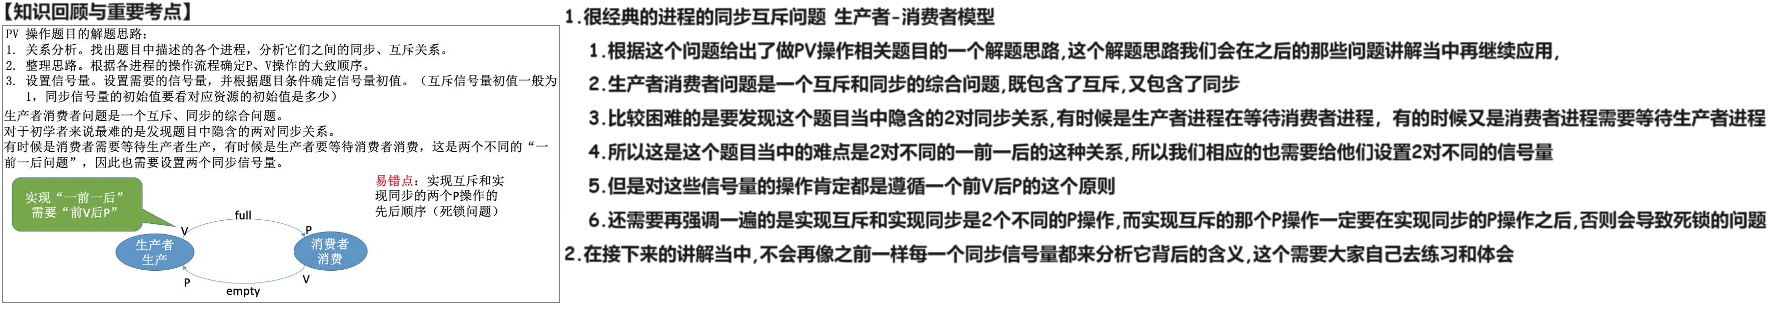 【知识回顾与重要考点】
PV 操作题目的解题思路：
1. 关系分析。找出题目中描述的各个进程，分析它们之间的同步、互斥关系。
2. 整理思路。根据各进程的操作流程确定P、V操作的大致顺序。
3. 设置信号量。设置需要的信号量，并根据题目条件确定信号量初值。（互斥信号量初值一般为
1，同步信号量的初始值要看对应资源的初始值是多少）
生产者消费者问题是一个互斥、同步的综合问题。
对于初学者来说最难的是发现题目中隐含的两对同步关系。
有时候是消费者需要等待生产者生产，有时候是生产者要等待消费者消费，这是两个不同的“一
前一后问题”，因此也需要设置两个同步信号量。
实现“一前一后”
需要“前V后P”
易错点：实现互斥和实
现同步的两个P操作的
先后顺序（死锁问题）
full
V
P
生产者
生产
消费者
消费
P
V
empty
1.很经典的进程的同步互斥问题 生产者-消费者模型
1.根据这个问题给出了做PV操作相关题目的一个解题思路,这个解题思路我们会在之后的那些问题讲解当中再继续应用,
2.生产者消费者问题是一个互斥和同步的综合问题,既包含了互斥,又包含了同步
3.比较困难的是要发现这个题目当中隐含的2对同步关系,有时候是生产者进程在等待消费者进程，有的时候又是消费者进程需要等待生产者进程
4.所以这是这个题目当中的难点是2对不同的一前一后的这种关系,所以我们相应的也需要给他们设置2对不同的信号量
5.但是对这些信号量的操作肯定都是遵循一个前V后P的这个原则
6.还需要再强调一遍的是实现互斥和实现同步是2个不同的P操作,而实现互斥的那个P操作一定要在实现同步的P操作之后,否则会导致死锁的问题
2.在接下来的讲解当中,不会再像之前一样每一个同步信号量都来分析它背后的含义,这个需要大家自己去练习和体会